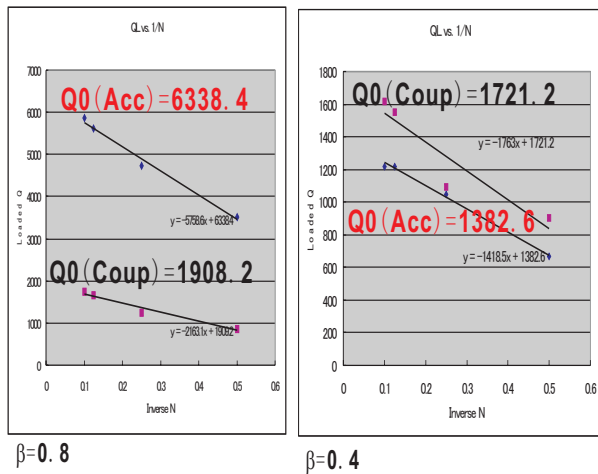 QL vs. 1/N
7000
6000
5000
4000
3000
2000
1000
0
Loaded Q
Q0(Acc)=6338.4
y = -5758.6x + 6338.4
Q0(Coup)=1908.2
y = -2163.1x + 1909.2
0 0.1 0.2 0.3 0.4 0.5 0.6
Inverse N
β=0.8
QL vs. 1/N
1800
1600
1400
1200
1000
800
600
400
200
0
Loaded Q
Q0(Coup)=1721.2
y = -1763x + 1721.2
Q0(Acc)=1382.6
y = -1418.5x + 1382.6
0 0.1 0.2 0.3 0.4 0.5 0.6
Inverse N
β=0.4